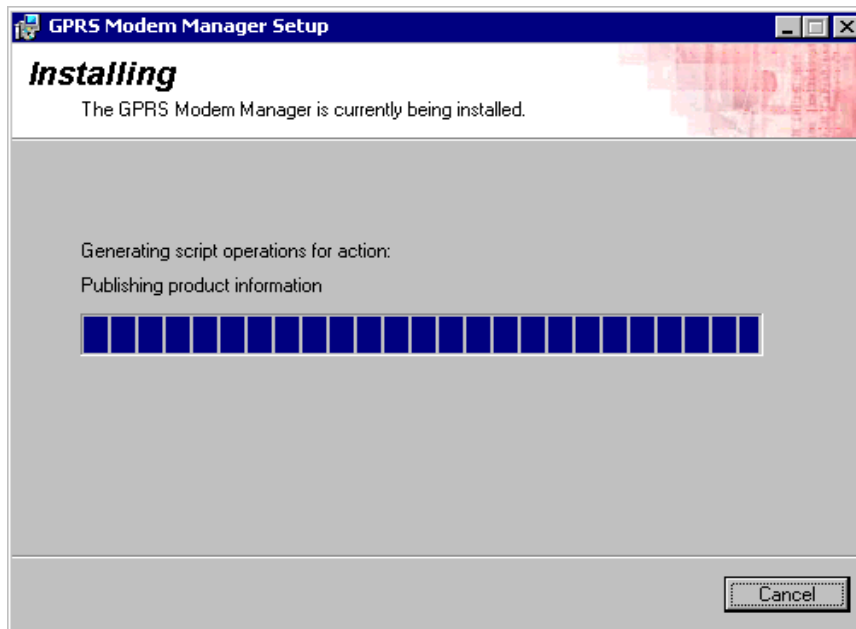 GPRS Modem Manager Setup
Installing
The GPRS Modem Manager is currently being installed.
Generating script operations for action:
Publishing product information
Cancel